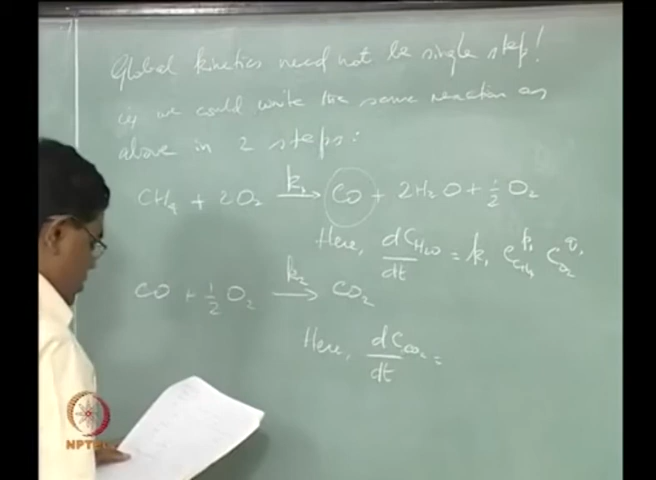 Global kinetics need not be single step!
ie, we could write the same reaction as
above in 2 steps:
CH₄ + 2O₂ —k₁→ CO + 2H₂O + ½ O₂
Here, dC_H₂O/dt = k₁ C_CH₄^p₁ C_O₂^q₁
CO + ½ O₂ —k₂→ CO₂
Here, dC_CO₂/dt =
NPTEL